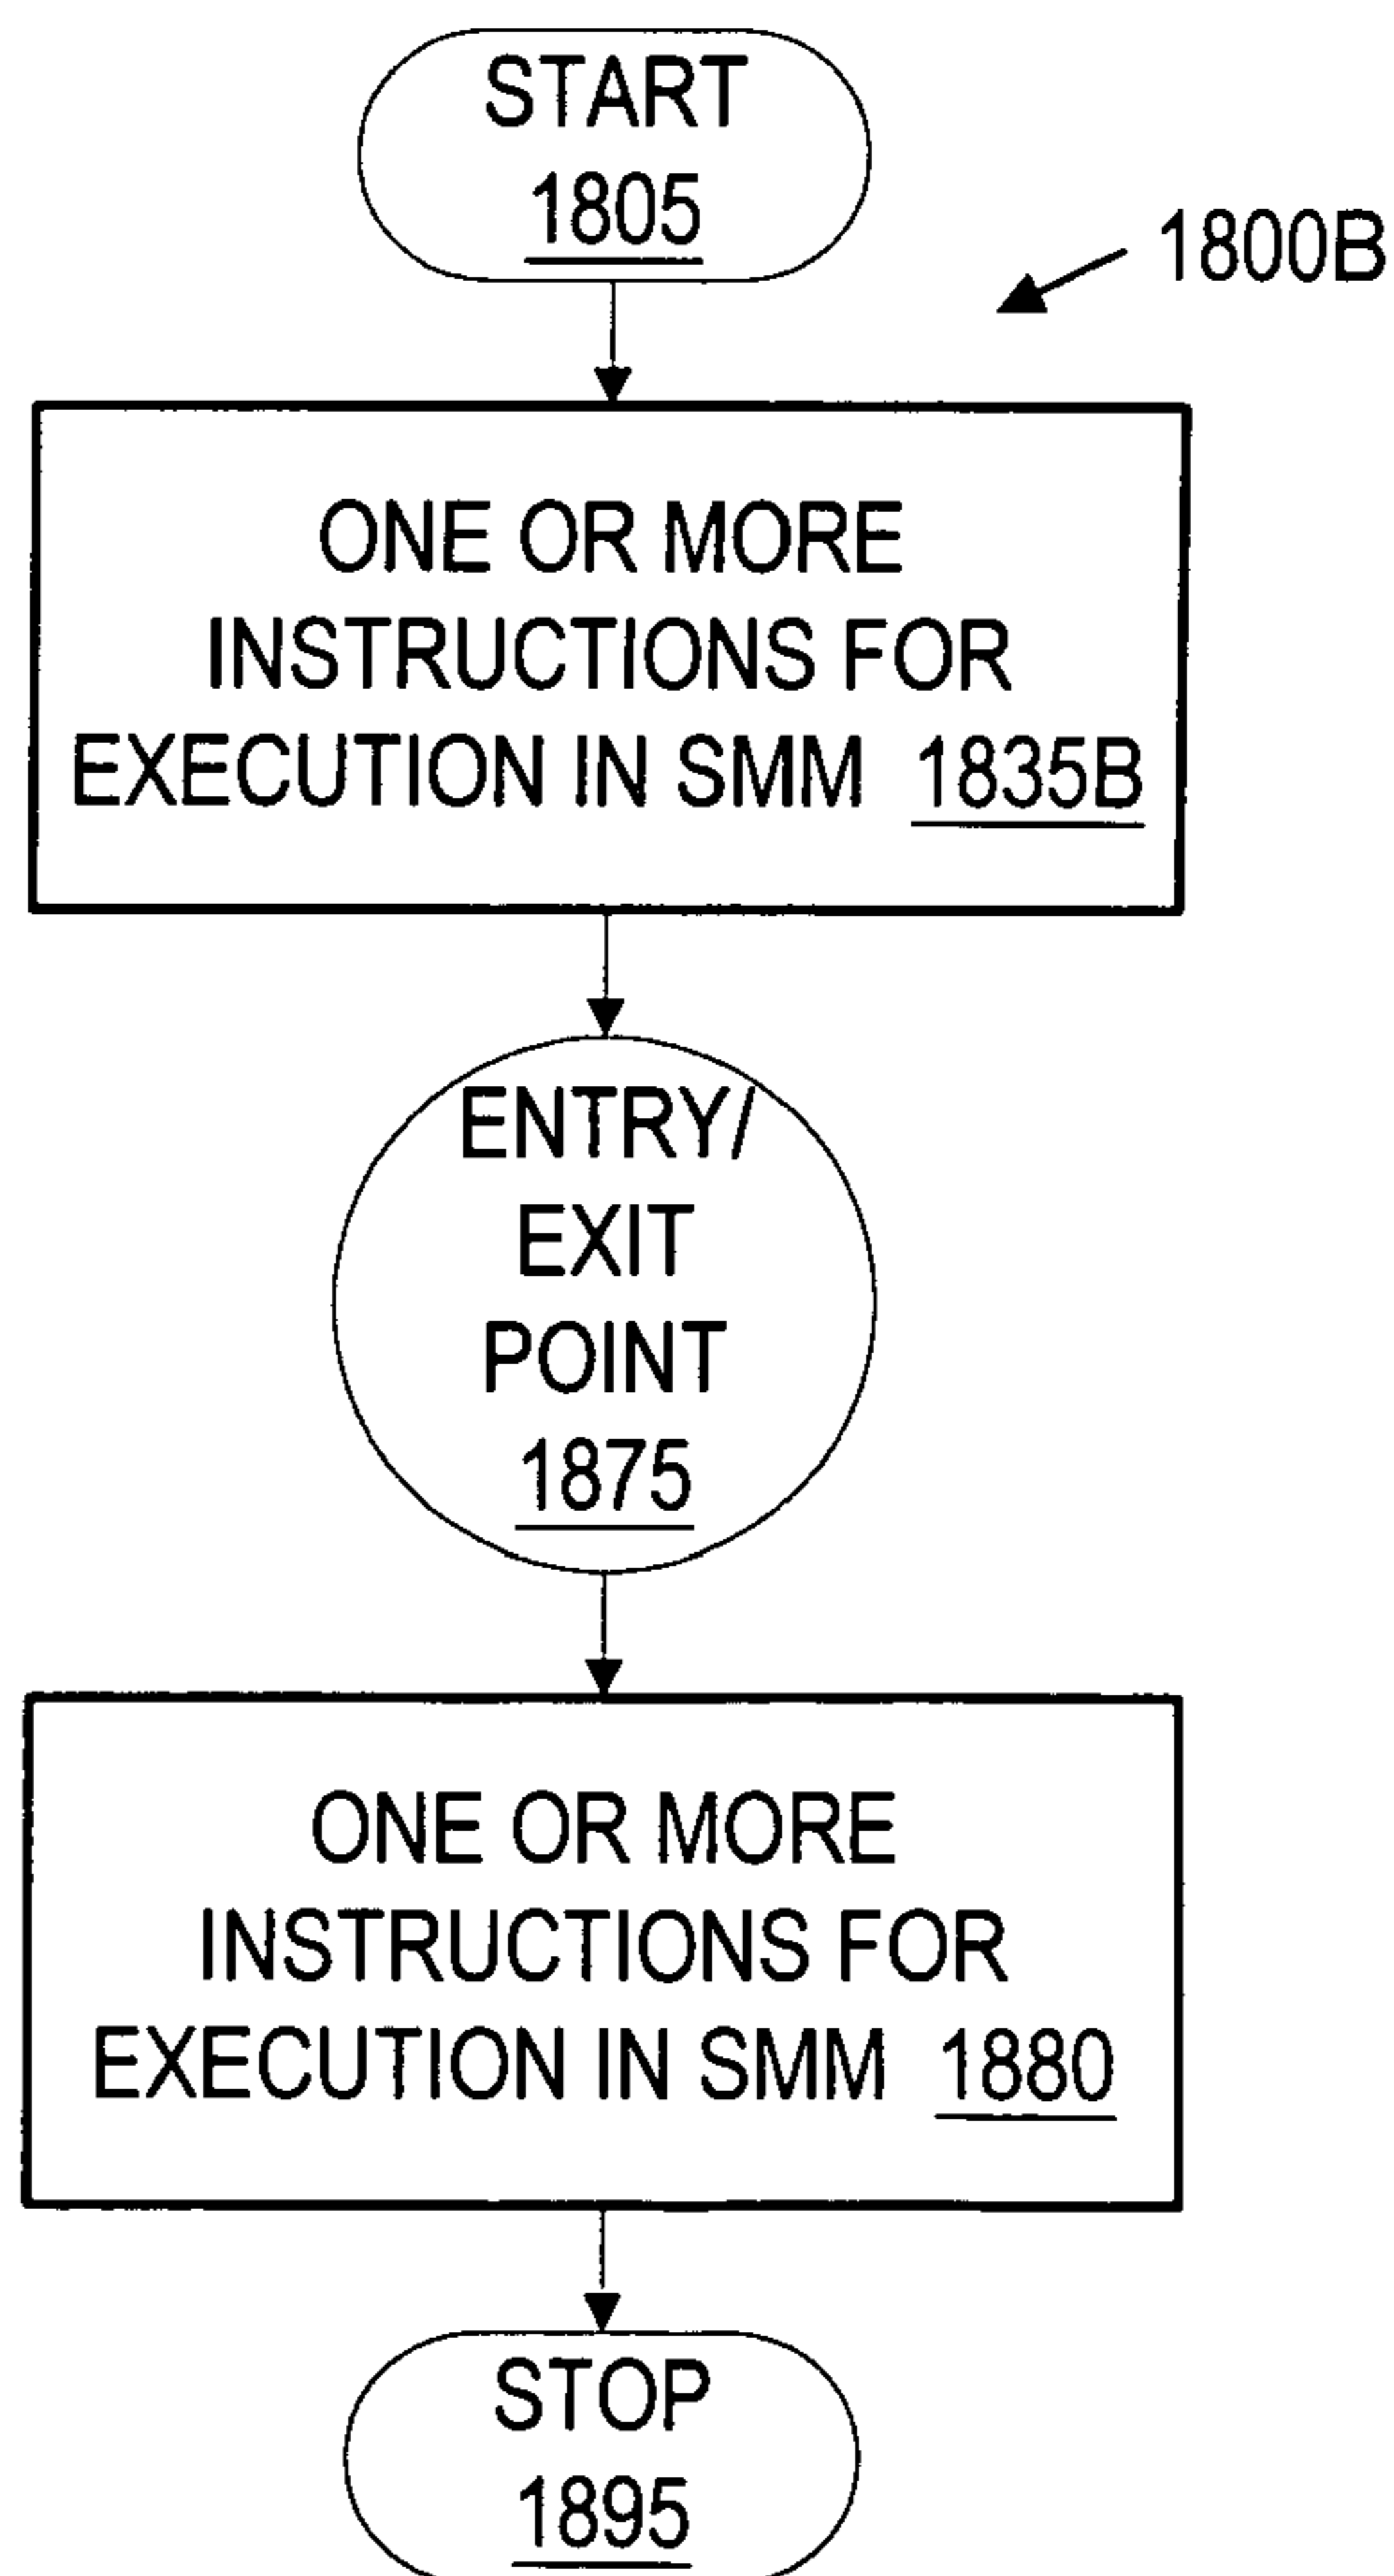 START
1805
1800B
ONE OR MORE
INSTRUCTIONS FOR
EXECUTION IN SMM 1835B
ENTRY/
EXIT
POINT
1875
ONE OR MORE
INSTRUCTIONS FOR
EXECUTION IN SMM 1880
STOP
1895